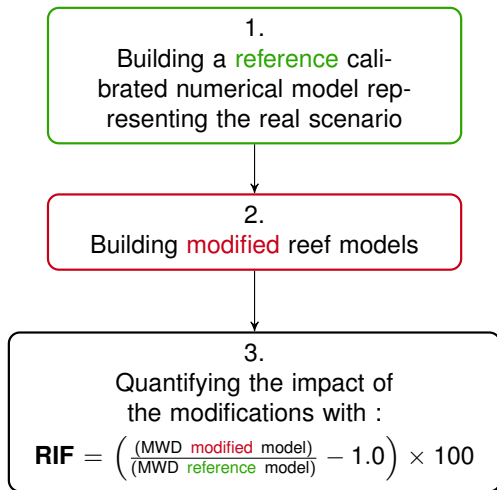 1.
Building a reference cali-
brated numerical model rep-
resenting the real scenario
2.
Building modified reef models
3.
Quantifying the impact of
the modifications with :
RIF = ( (MWD modified model) / (MWD reference model) − 1.0 ) × 100